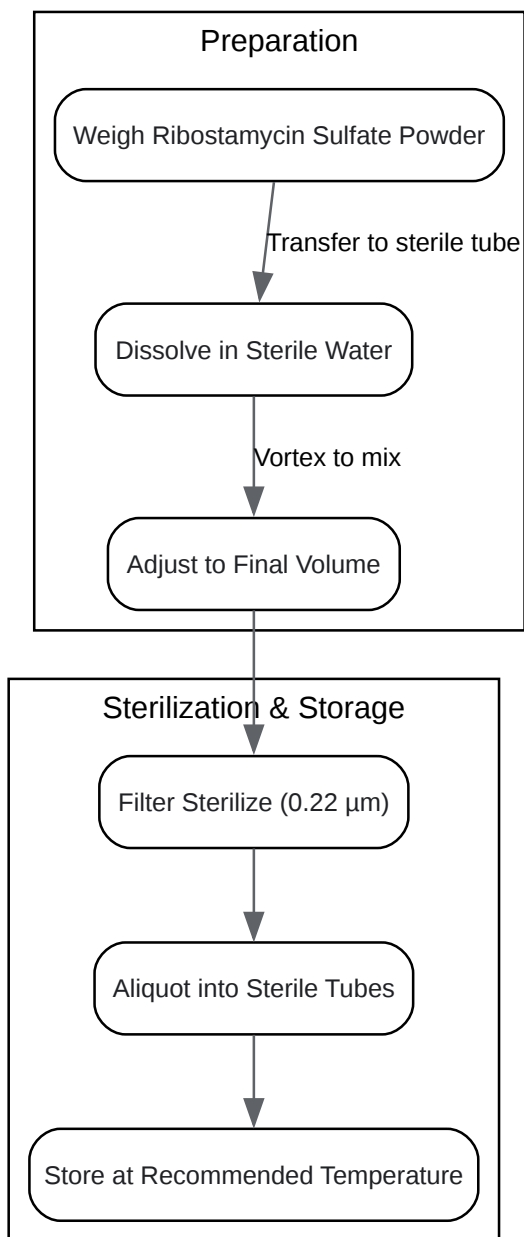 Preparation
Weigh Ribostamycin Sulfate Powder
Transfer to sterile tube
Dissolve in Sterile Water
Vortex to mix
Adjust to Final Volume
Sterilization & Storage
Filter Sterilize (0.22 µm)
Aliquot into Sterile Tubes
Store at Recommended Temperature